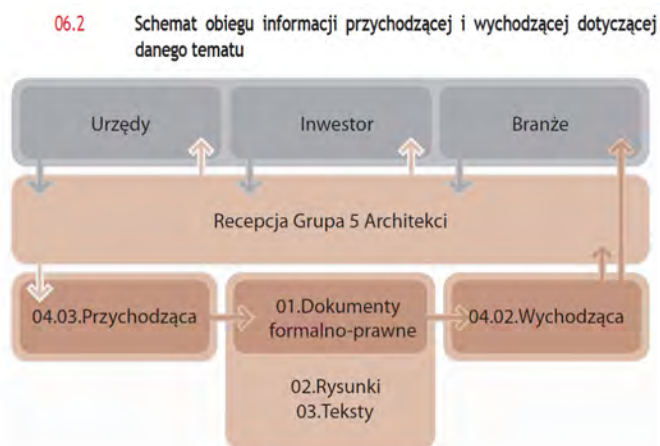 06.2 Schemat obiegu informacji przychodzącej i wychodzącej dotyczącej
danego tematu
Urzędy
Inwestor
Branże
Recepcja Grupa 5 Architekci
04.03.Przychodząca
01.Dokumenty
formalno-prawne
04.02.Wychodząca
02.Rysunki
03.Teksty